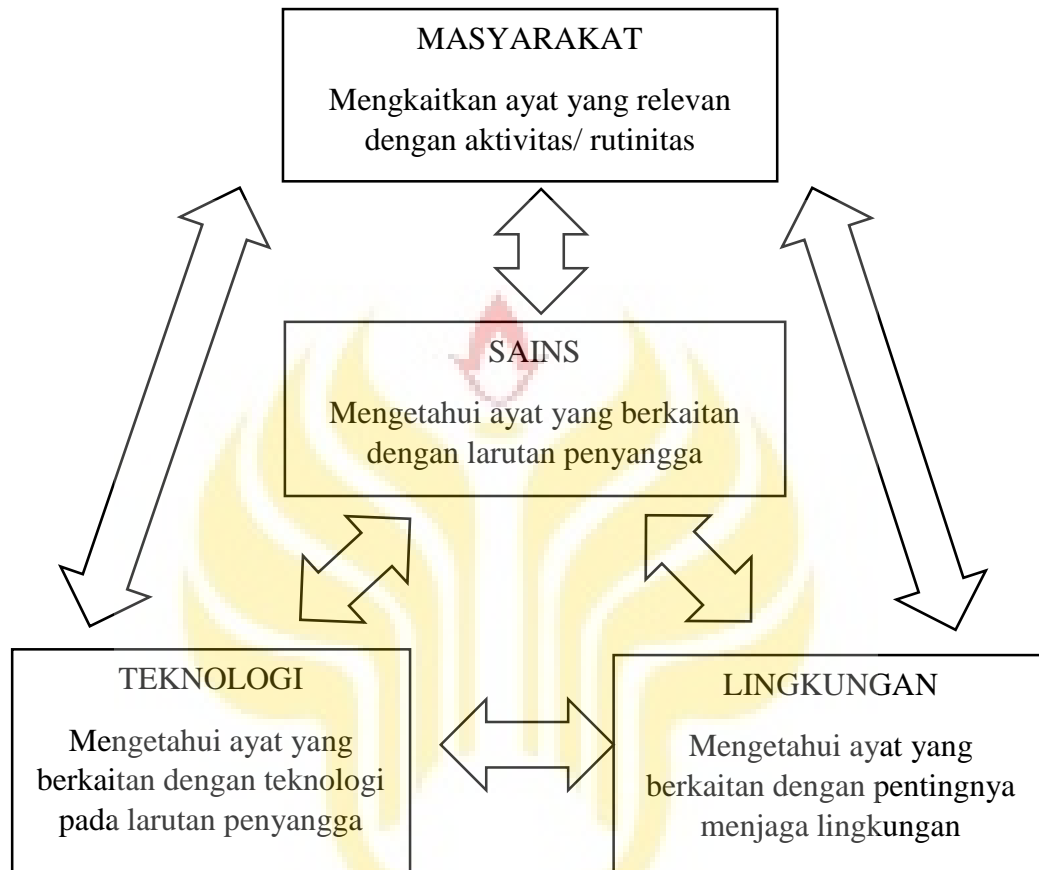 MASYARAKAT
Mengkaitkan ayat yang relevan
dengan aktivitas/ rutinitas
SAINS
Mengetahui ayat yang berkaitan
dengan larutan penyangga
TEKNOLOGI
Mengetahui ayat yang
berkaitan dengan teknologi
pada larutan penyangga
LINGKUNGAN
Mengetahui ayat yang
berkaitan dengan pentingnya
menjaga lingkungan